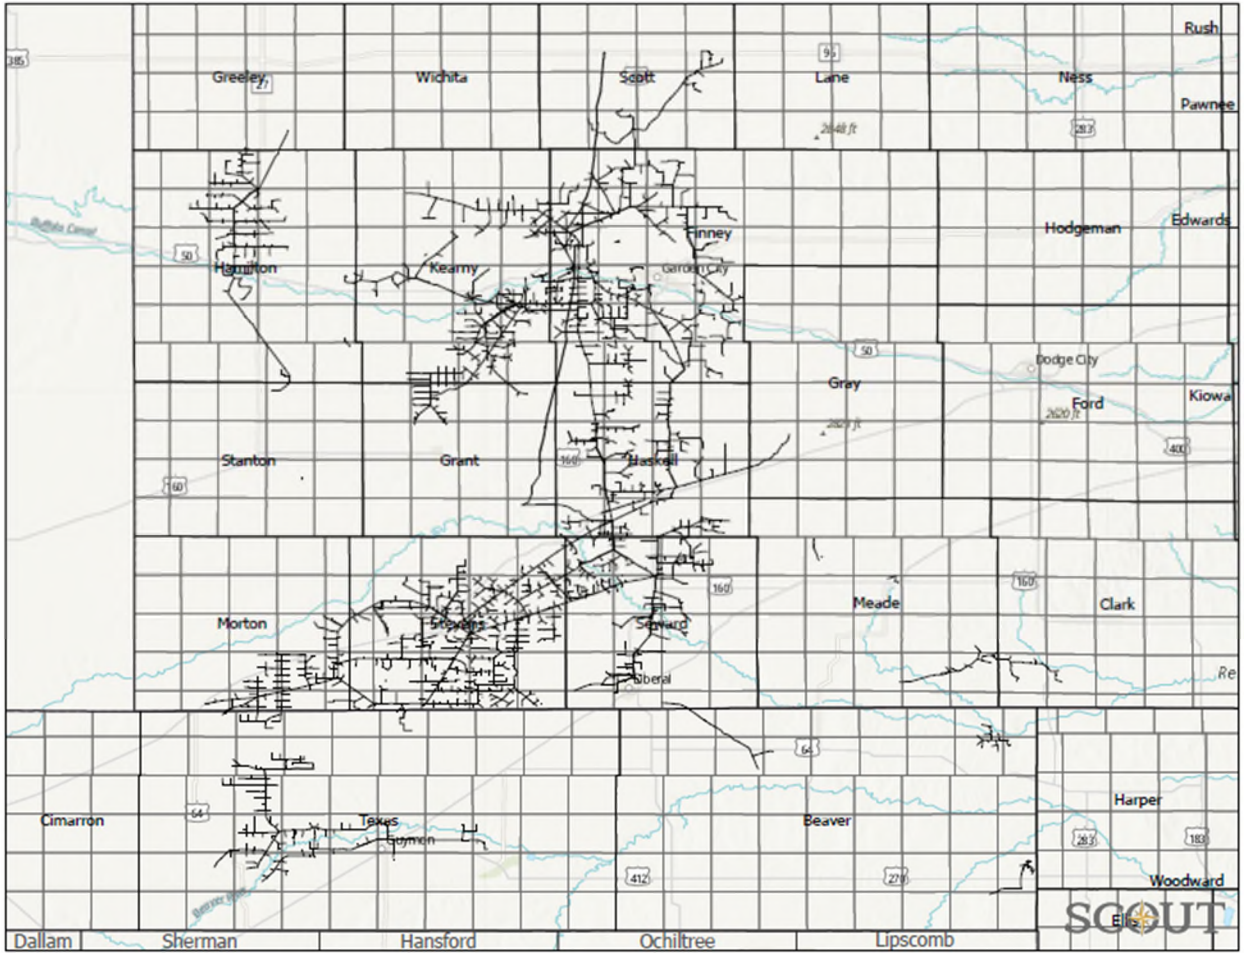 Rush
95
385
Greeley
27
Wichita
Scott
Lane
Ness
Pawnee
2848 ft
283
Hodgeman
Edwards
Buffalo Canal
Finney
50
Hamilton
Kearny
Garden City
50
Dodge City
Gray
Kiowa
Ford
2620 ft
400
Stanton
Grant
160
Haskell
160
160
160
Meade
Clark
Morton
Stevens
Seward
Re
Liberal
64
Harper
64
Cimarron
Texas
Beaver
Guymon
283
183
412
270
Woodward
Beaver River
SCOUT
Ellis
Dallam
Sherman
Hansford
Ochiltree
Lipscomb